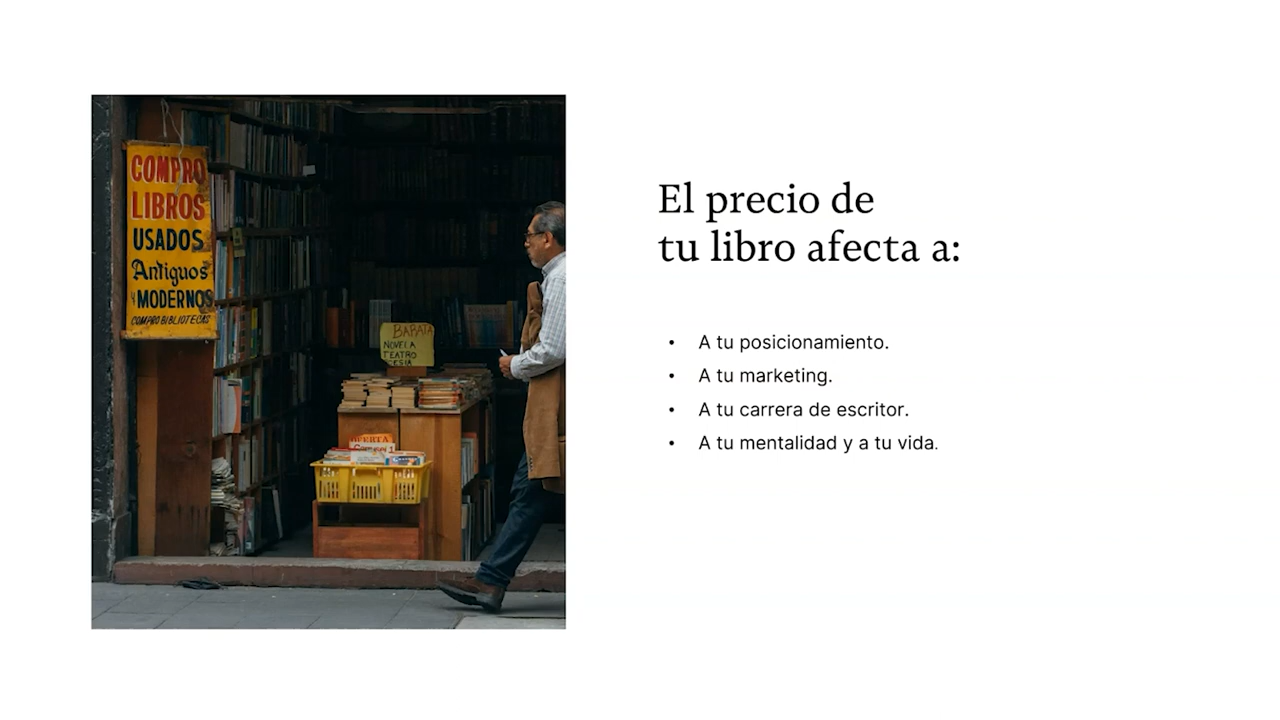 COMPRO
LIBROS
USADOS
Antiguos
Y MODERNOS
COMPRO BIBLIOTECAS
BARATA
NOVELA
TEATRO
OFERTA
El precio de
tu libro afecta a:
• A tu posicionamiento.
• A tu marketing.
• A tu carrera de escritor.
• A tu mentalidad y a tu vida.